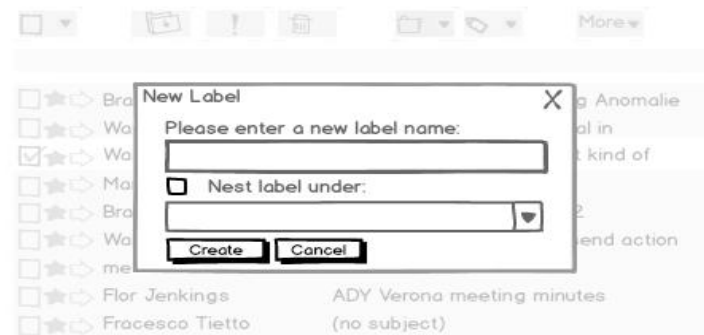 More
New Label X
Please enter a new label name:
Nest label under:
Create Cancel
Bra g Anomalie
Wa al in
Wa t kind of
Ma
Bra 2
Wa end action
me
Flor Jenkings ADY Verona meeting minutes
Fracesco Tietto (no subject)